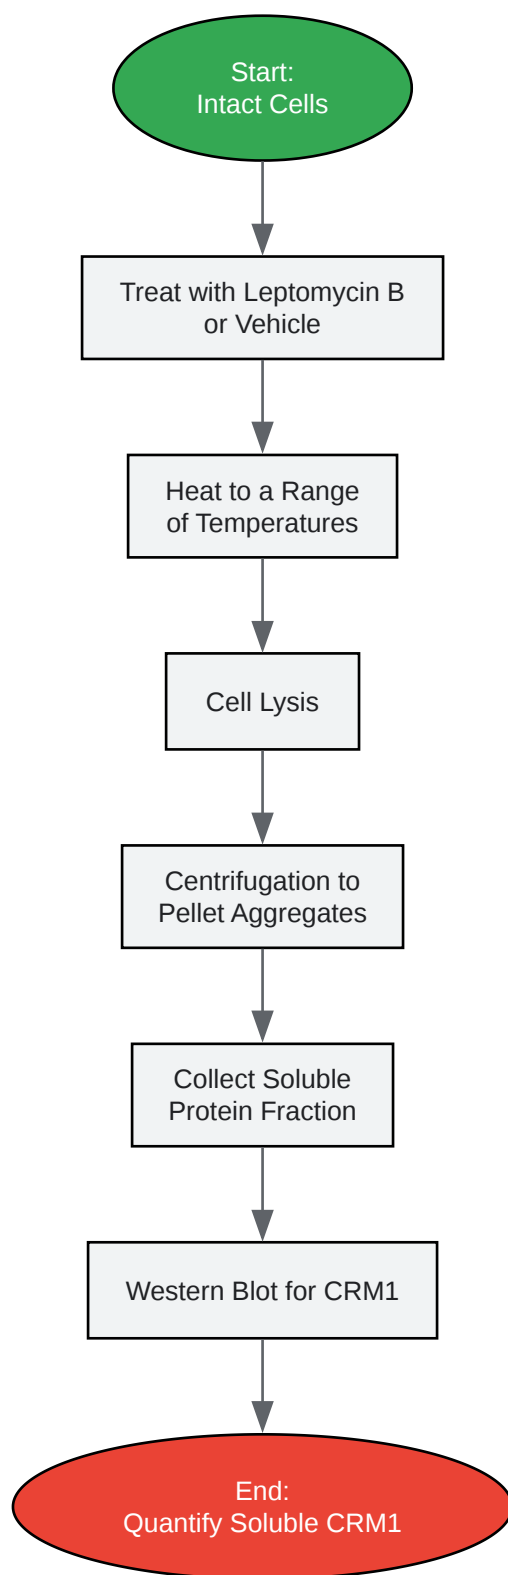 Start:
Intact Cells
Treat with Leptomycin B
or Vehicle
Heat to a Range
of Temperatures
Cell Lysis
Centrifugation to
Pellet Aggregates
Collect Soluble
Protein Fraction
Western Blot for CRM1
End:
Quantify Soluble CRM1